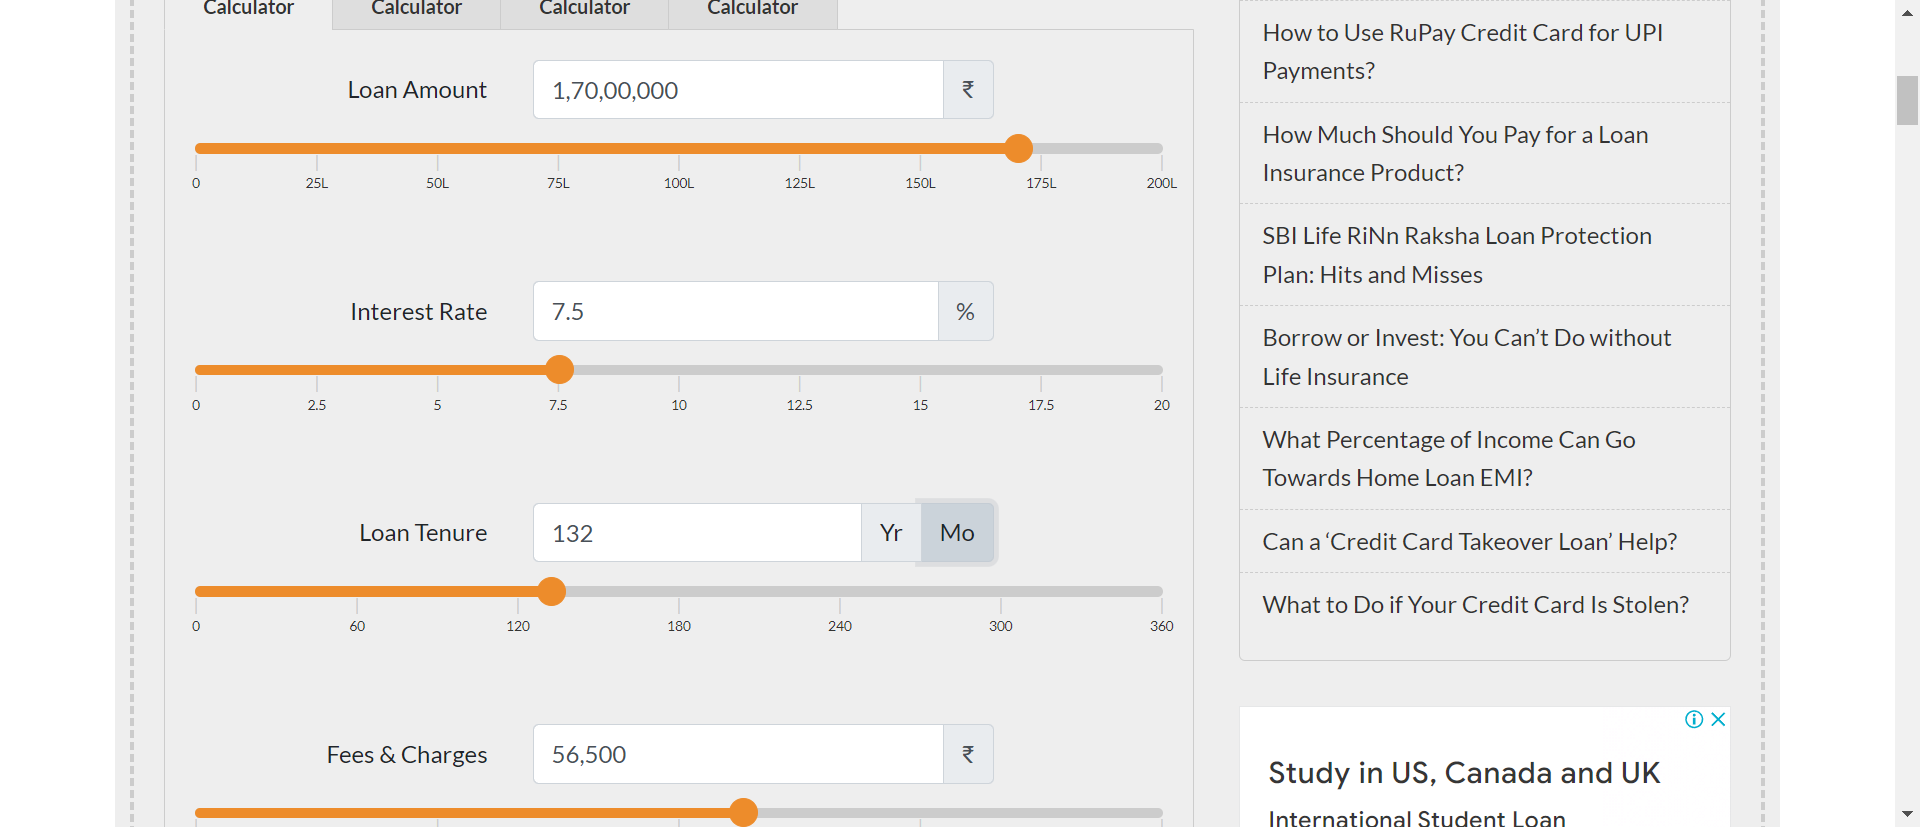 Calculator Calculator Calculator Calculator
Loan Amount 1,70,00,000 ₹
0 25L 50L 75L 100L 125L 150L 175L 200L
Interest Rate 7.5 %
0 2.5 5 7.5 10 12.5 15 17.5 20
Loan Tenure 132 Yr Mo
0 60 120 180 240 300 360
Fees & Charges 56,500 ₹
How to Use RuPay Credit Card for UPI
Payments?
How Much Should You Pay for a Loan
Insurance Product?
SBI Life RiNn Raksha Loan Protection
Plan: Hits and Misses
Borrow or Invest: You Can’t Do without
Life Insurance
What Percentage of Income Can Go
Towards Home Loan EMI?
Can a ‘Credit Card Takeover Loan’ Help?
What to Do if Your Credit Card Is Stolen?
Study in US, Canada and UK
International Student Loan